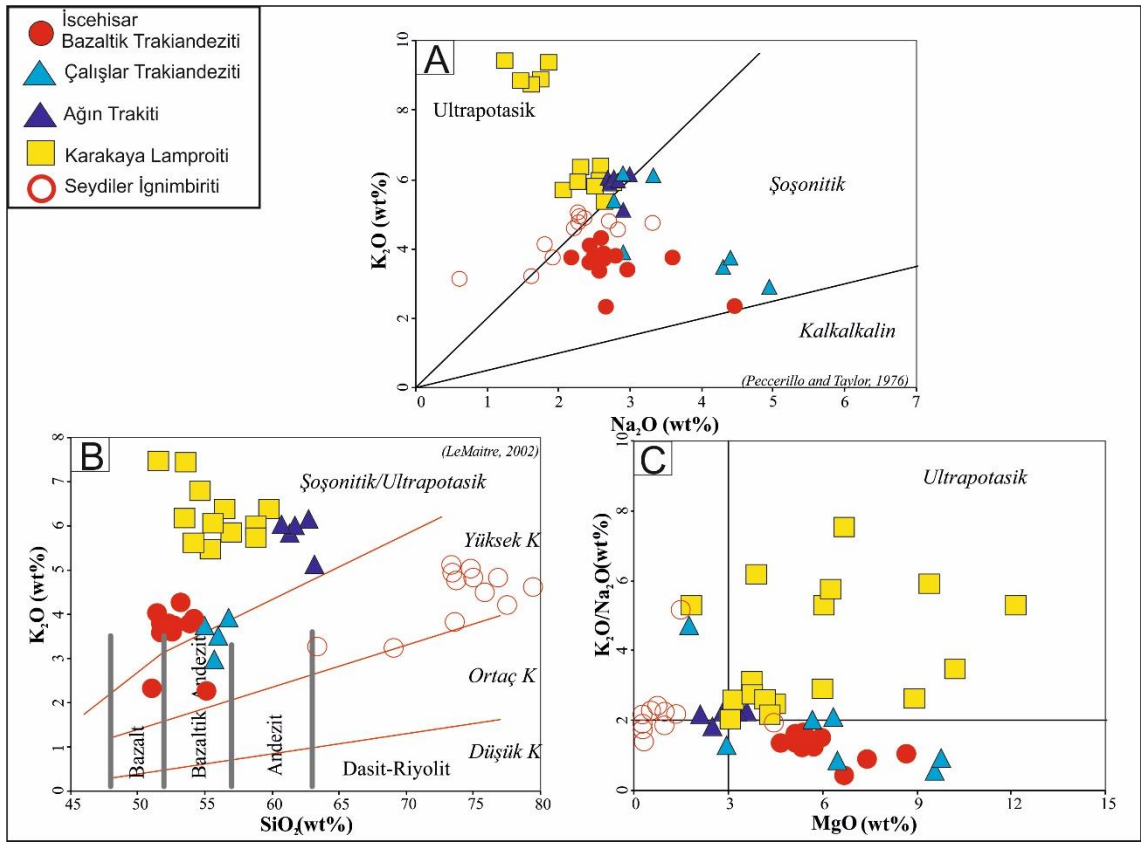 İscehisar
Bazaltik Trakiandeziti
Çalışlar Trakiandeziti
Ağın Trakiti
Karakaya Lamproiti
Seydiler İgnimbiriti
A
Ultrapotasik
Şoşonitik
Kalkalkalin
(Peccerillo and Taylor, 1976)
K₂O (wt%)
0 2 4 6 8 10
0 1 2 3 4 5 6 7
Na₂O (wt%)
B
(LeMaitre, 2002)
Şoşonitik/Ultrapotasik
Yüksek K
Ortaç K
Düşük K
Bazalt
Bazaltik
Andezit
Andezit
Dasit-Riyolit
K₂O (wt%)
0 1 2 3 4 5 6 7 8
45 50 55 60 65 70 75 80
SiO₂(wt%)
C
Ultrapotasik
K₂O/Na₂O(wt%)
0 2 4 6 8 10
0 3 6 9 12 15
MgO (wt%)